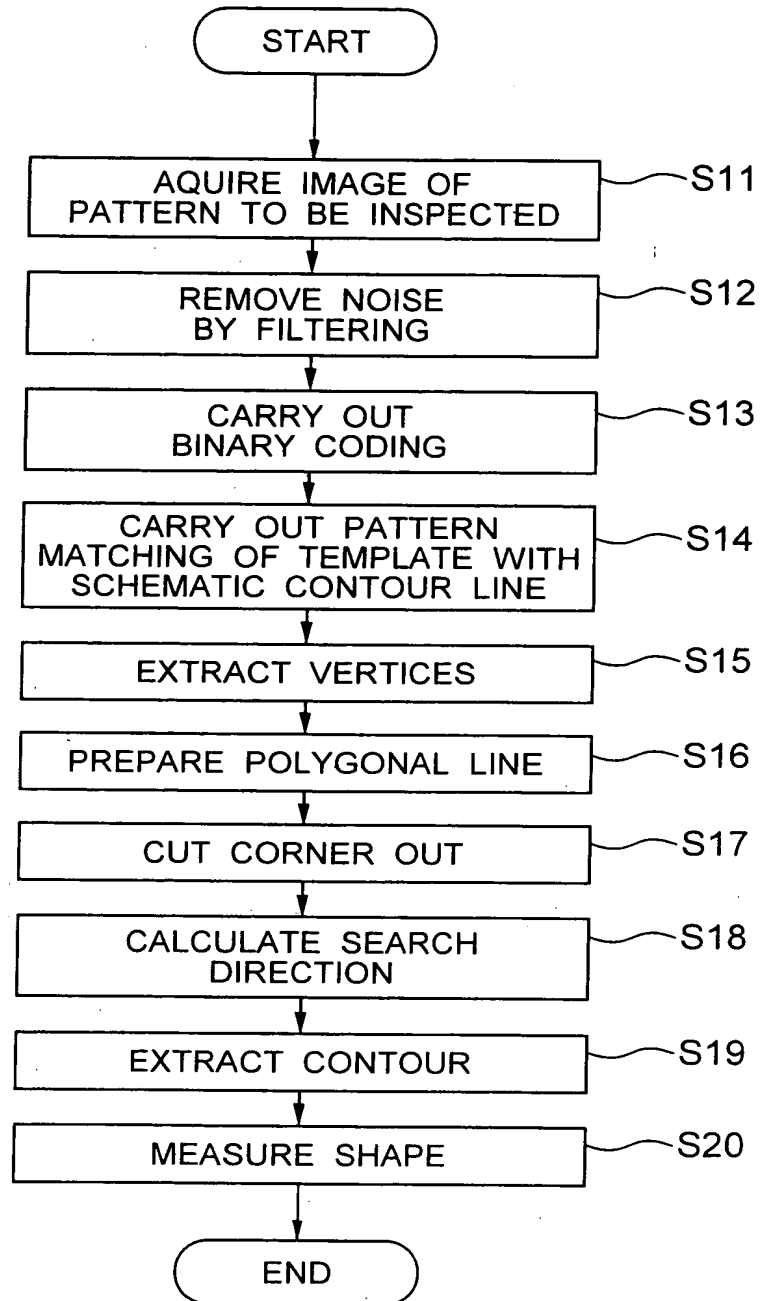 START
AQUIRE IMAGE OF
PATTERN TO BE INSPECTED
S11
REMOVE NOISE
BY FILTERING
S12
CARRY OUT
BINARY CODING
S13
CARRY OUT PATTERN
MATCHING OF TEMPLATE WITH
SCHEMATIC CONTOUR LINE
S14
EXTRACT VERTICES
S15
PREPARE POLYGONAL LINE
S16
CUT CORNER OUT
S17
CALCULATE SEARCH
DIRECTION
S18
EXTRACT CONTOUR
S19
MEASURE SHAPE
S20
END